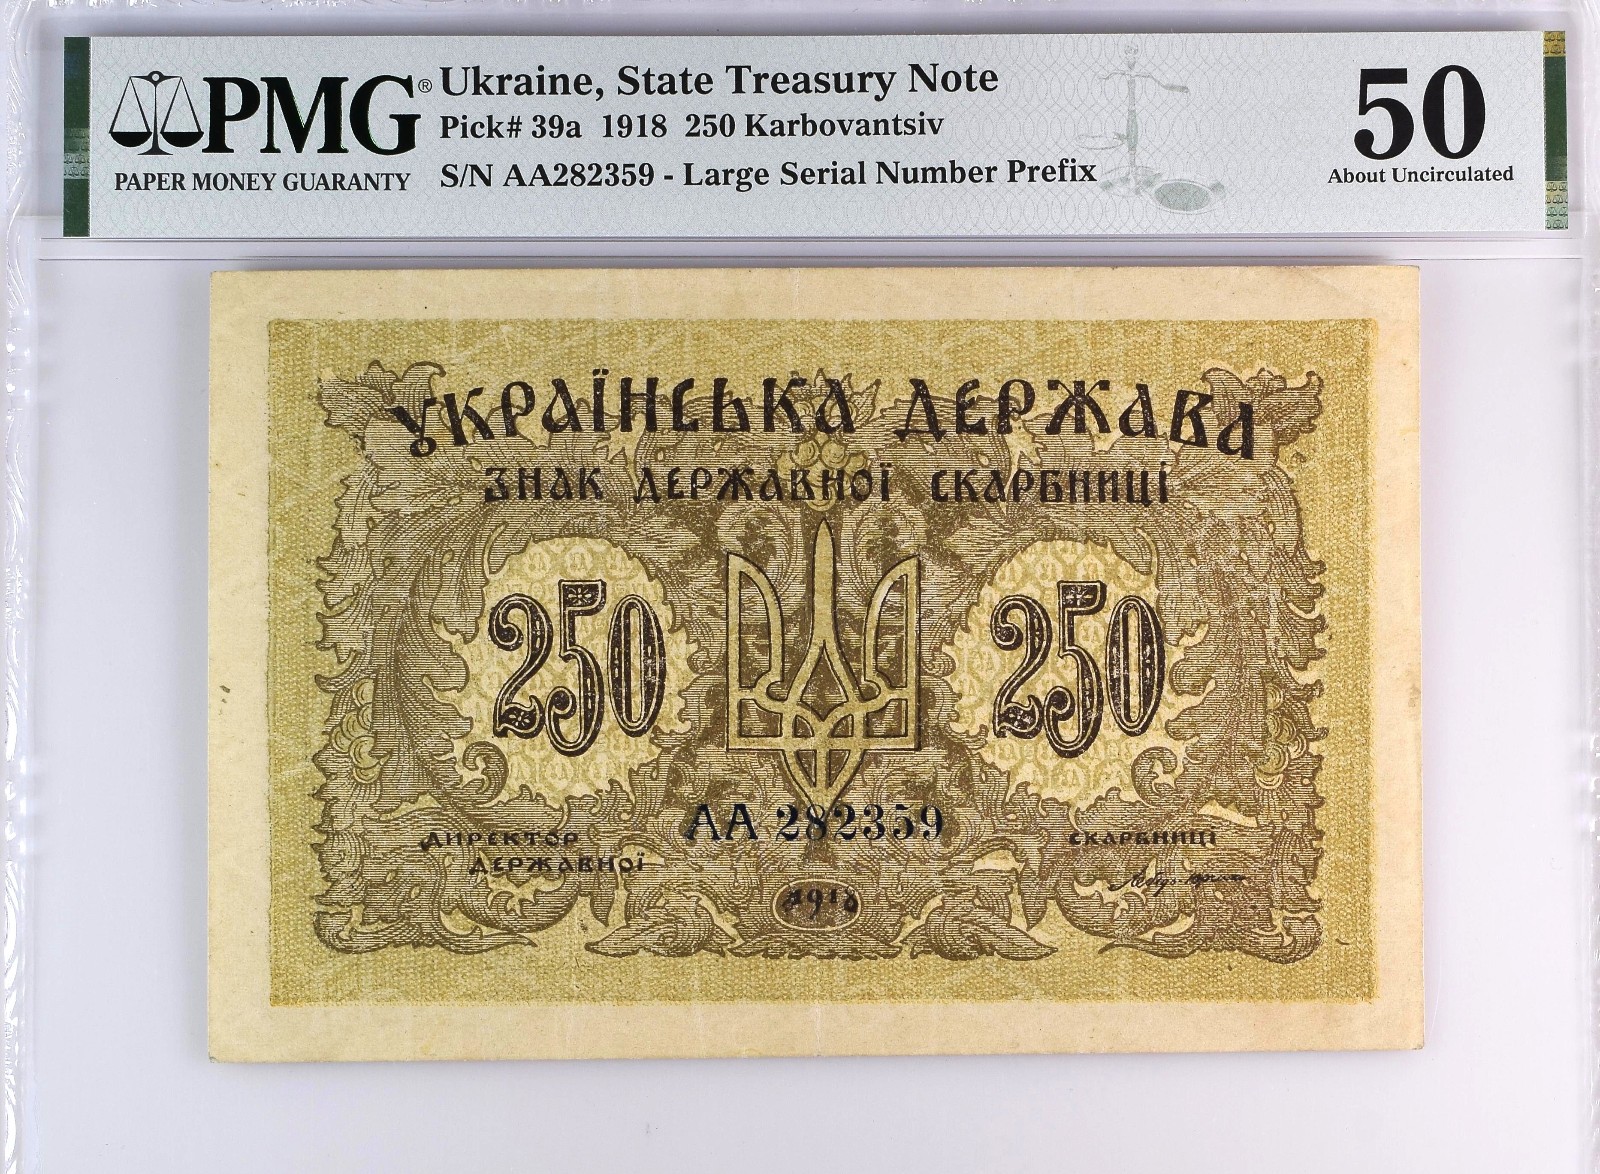 PMG®
PAPER MONEY GUARANTY
Ukraine, State Treasury Note
Pick# 39a 1918 250 Karbovantsiv
S/N AA282359 - Large Serial Number Prefix
50
About Uncirculated
УКРАЇНСЬКА ДЕРЖАВА
ЗНАК ДЕРЖАВНОЇ СКАРБНИЦІ
250 250
АА 282359
ДИРЕКТОР
ДЕРЖАВНОЇ
СКАРБНИЦІ
1918